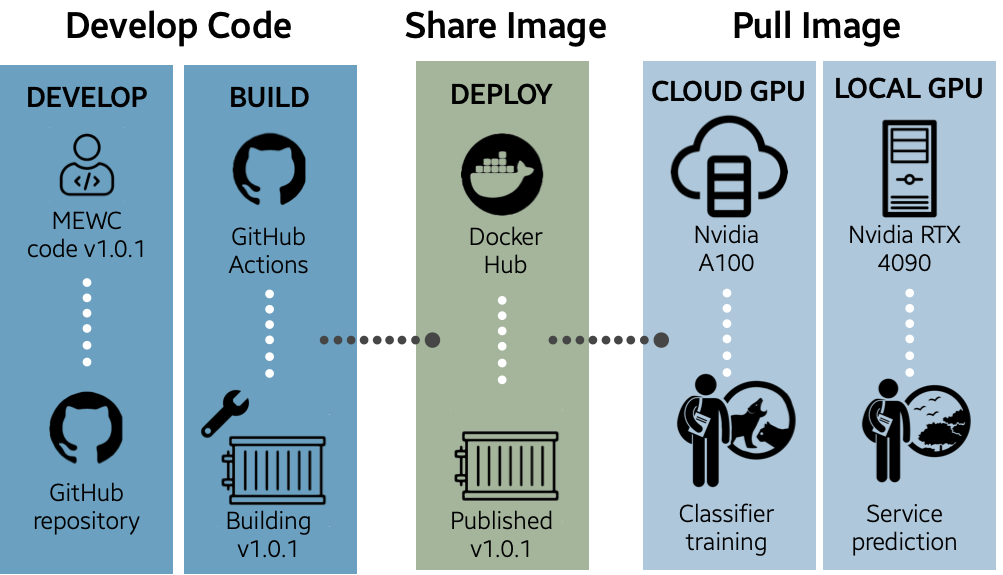 Develop Code
Share Image
Pull Image
DEVELOP
MEWC
code v1.0.1
GitHub
repository
BUILD
GitHub
Actions
Building
v1.0.1
DEPLOY
Docker
Hub
Published
v1.0.1
CLOUD GPU
Nvidia
A100
Classifier
training
LOCAL GPU
Nvidia RTX
4090
Service
prediction